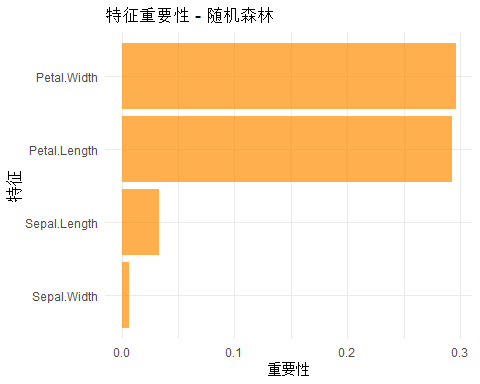 特征重要性 - 随机森林
特征
Petal.Width
Petal.Length
Sepal.Length
Sepal.Width
0.0 0.1 0.2 0.3
重要性